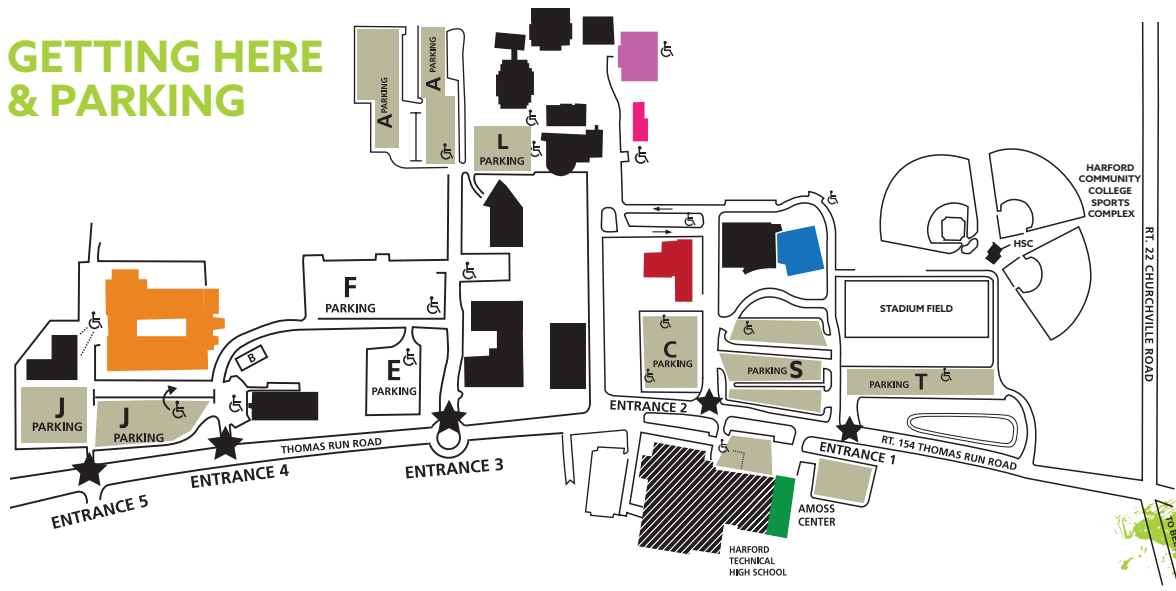 GETTING HERE
& PARKING
A PARKING
A PARKING
L
PARKING
HARFORD
COMMUNITY
COLLEGE
SPORTS
COMPLEX
HSC
RT. 22 CHURCHVILLE ROAD
F
PARKING
STADIUM FIELD
B
E
PARKING
C
PARKING
PARKING S
PARKING T
J
PARKING
J
PARKING
ENTRANCE 2
THOMAS RUN ROAD
ENTRANCE 1
RT. 154 THOMAS RUN ROAD
ENTRANCE 3
ENTRANCE 4
ENTRANCE 5
AMOSS
CENTER
HARFORD
TECHNICAL
HIGH SCHOOL